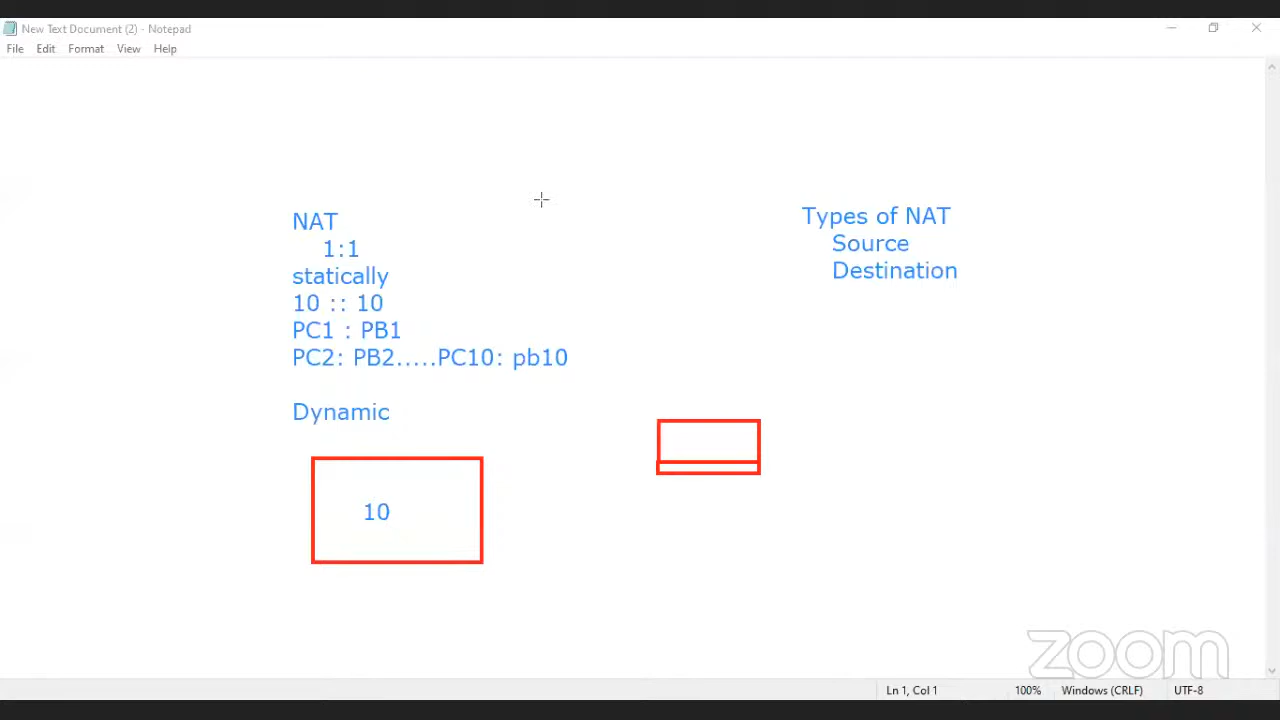 New Text Document (2) - Notepad
File Edit Format View Help
NAT
1:1
statically
10 :: 10
PC1 : PB1
PC2: PB2.....PC10: pb10
Dynamic
10
Types of NAT
Source
Destination
zoom
Ln 1, Col 1 100% Windows (CRLF) UTF-8